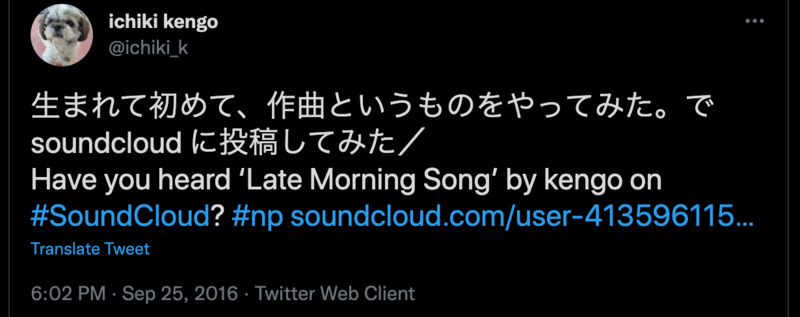 ichiki kengo
@ichiki_k
生まれて初めて、作曲というものをやってみた。で
soundcloud に投稿してみた／
Have you heard ‘Late Morning Song’ by kengo on
#SoundCloud? #np soundcloud.com/user-413596115…
Translate Tweet
6:02 PM · Sep 25, 2016 · Twitter Web Client